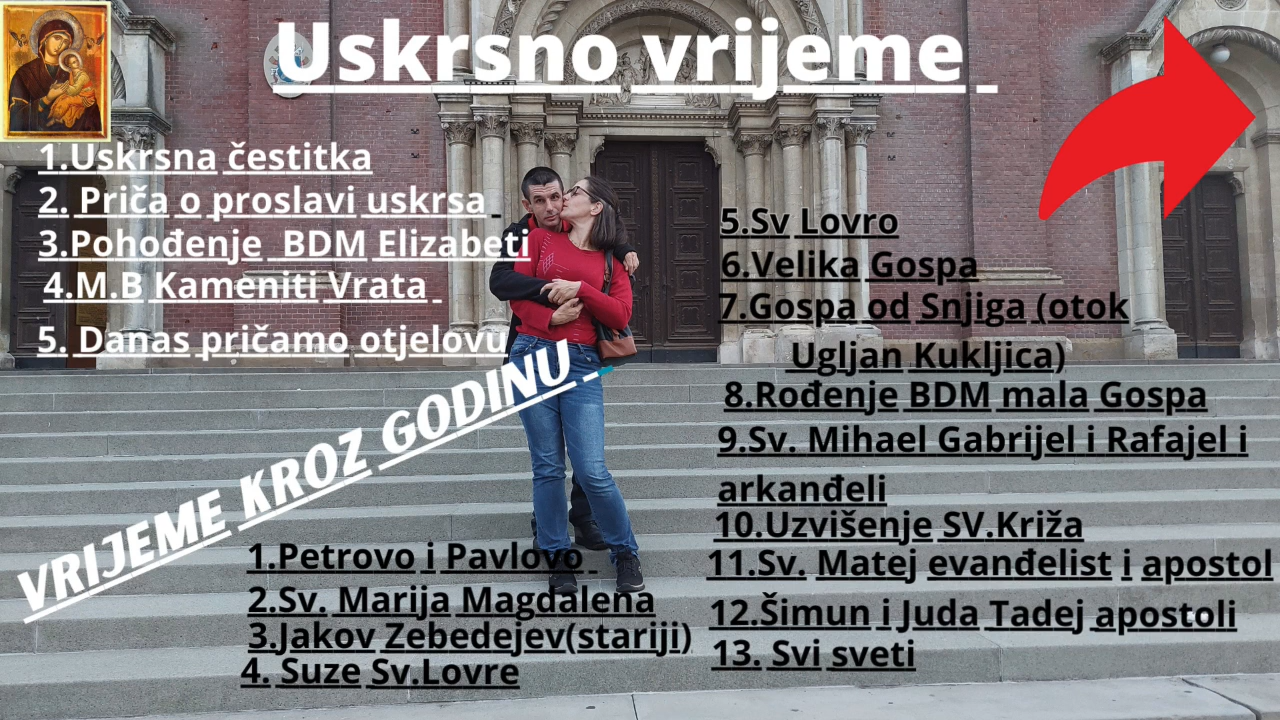 Uskrsno vrijeme
1.Uskrsna čestitka
2. Priča o proslavi uskrsa
3.Pohođenje BDM Elizabeti
4.M.B Kameniti Vrata
5. Danas pričamo otjelovu
VRIJEME KROZ GODINU
1.Petrovo i Pavlovo
2.Sv. Marija Magdalena
3.Jakov Zebedejev(stariji)
4. Suze Sv.Lovre
5.Sv Lovro
6.Velika Gospa
7.Gospa od Snjiga (otok
Ugljan Kukljica)
8.Rođenje BDM mala Gospa
9.Sv. Mihael Gabrijel i Rafajel i
arkanđeli
10.Uzvišenje SV.Križa
11.Sv. Matej evanđelist i apostol
12.Šimun i Juda Tadej apostoli
13. Svi sveti